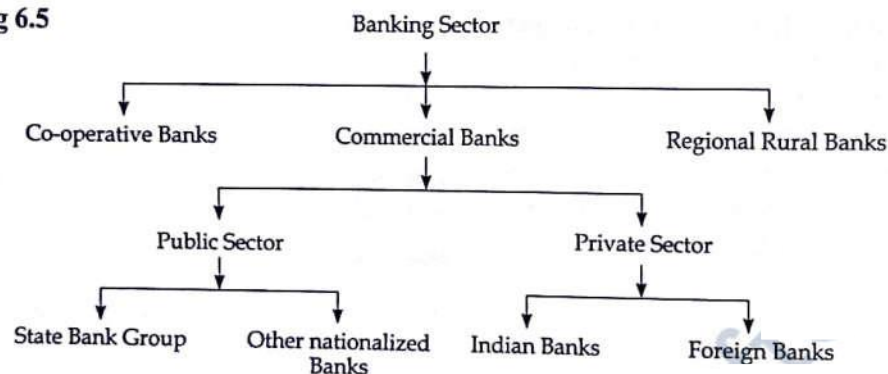 g 6.5
Banking Sector
Co-operative Banks
Commercial Banks
Regional Rural Banks
Public Sector
Private Sector
State Bank Group
Other nationalized
Banks
Indian Banks
Foreign Banks